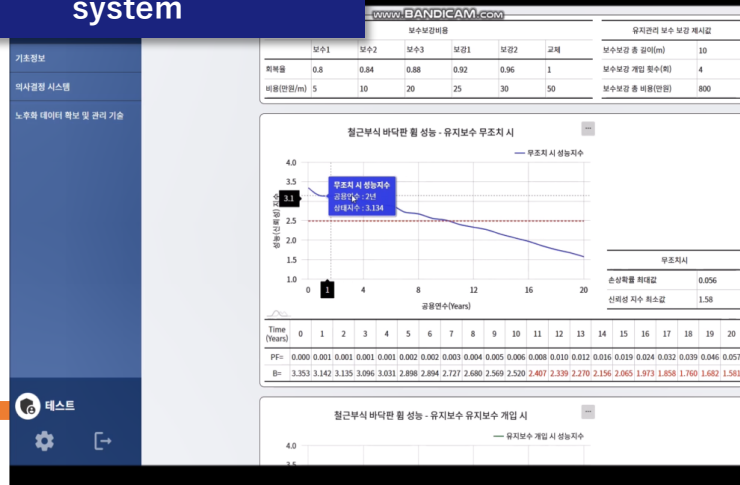 system
www.BANDICAM.com
기초정보
의사결정 시스템
노후화 데이터 확보 및 관리 기술
테스트
보수보강비용
보수1 보수2 보수3 보강1 보강2 교체
회복율 0.8 0.84 0.88 0.92 0.96 1
비용(만원/m) 5 10 20 25 30 50
유지관리 보수 보강 제시값
보수보강 총 길이(m) 10
보수보강 개입 횟수(회) 4
보수보강 총 비용(만원) 800
철근부식 바닥판 휨 성능 - 유지보수 무조치 시
무조치 시 성능지수
성능(신뢰성) 지수
4.0
3.5
3.1
2.5
2.0
1.5
1.0
무조치 시 성능지수
공용연수 : 2년
상태지수 : 3.134
0 1 4 8 12 16 20
공용연수(Years)
무조치시
손상확률 최대값 0.056
신뢰성 지수 최소값 1.58
Time (Years) 0 1 2 3 4 5 6 7 8 9 10 11 12 13 14 15 16 17 18 19 20
PF= 0.000 0.001 0.001 0.001 0.001 0.002 0.002 0.003 0.004 0.005 0.006 0.008 0.010 0.012 0.016 0.019 0.024 0.032 0.039 0.046 0.057
B= 3.353 3.142 3.135 3.096 3.031 2.898 2.894 2.727 2.680 2.569 2.520 2.407 2.339 2.270 2.156 2.065 1.973 1.858 1.760 1.682 1.581
철근부식 바닥판 휨 성능 - 유지보수 유지보수 개입 시
유지보수 개입 시 성능지수
4.0